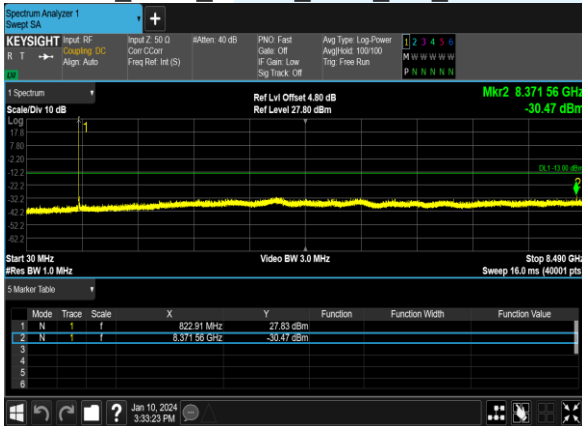 Spectrum Analyzer 1
Swept SA
+
KEYSIGHT
R T
Input: RF
Coupling: DC
Align: Auto
Input Z: 50 Ω
Corr CCorr
Freq Ref: Int (S)
#Atten: 40 dB
PNO: Fast
Gate: Off
IF Gain: Low
Sig Track: Off
Avg Type: Log-Power
Avg|Hold: 100/100
Trig: Free Run
1 2 3 4 5 6
M W W W W W
P N N N N N
1 Spectrum
Scale/Div 10 dB
Ref Lvl Offset 4.80 dB
Ref Level 27.80 dBm
Mkr2 8.371 56 GHz
-30.47 dBm
Log
17.8
7.80
-2.20
-12.2
-22.2
-32.2
-42.2
-52.2
-62.2
1
DL1 -13.00 dBm
Start 30 MHz
#Res BW 1.0 MHz
Video BW 3.0 MHz
Stop 8.490 GHz
Sweep 16.0 ms (40001 pts)
5 Marker Table
Mode Trace Scale X Y Function Function Width Function Value
1 N 1 f 822.91 MHz 27.83 dBm
2 N 1 f 8.371 56 GHz -30.47 dBm
3
4
5
6
?
Jan 10, 2024
3:33:23 PM